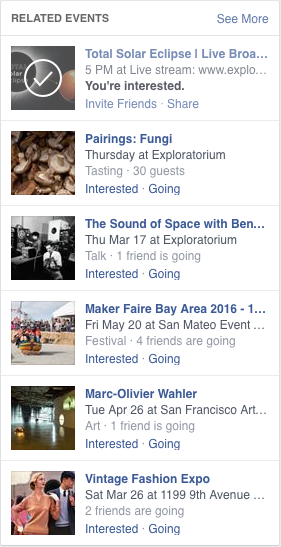 RELATED EVENTS See More
Total Solar Eclipse I Live Broa...
5 PM at Live stream: www.explo...
You're interested.
Invite Friends · Share
Pairings: Fungi
Thursday at Exploratorium
Tasting · 30 guests
Interested · Going
The Sound of Space with Ben...
Thu Mar 17 at Exploratorium
Talk · 1 friend is going
Interested · Going
Maker Faire Bay Area 2016 - 1...
Fri May 20 at San Mateo Event ...
Festival · 4 friends are going
Interested · Going
Marc-Olivier Wahler
Tue Apr 26 at San Francisco Art...
Art · 1 friend is going
Interested · Going
Vintage Fashion Expo
Sat Mar 26 at 1199 9th Avenue ...
2 friends are going
Interested · Going